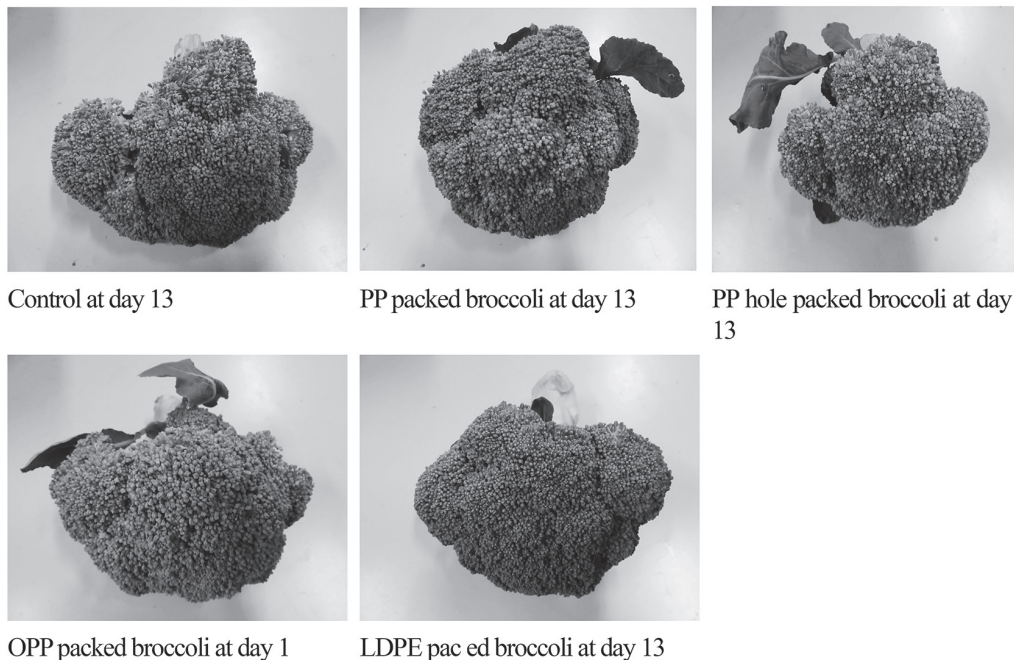 Control at day 13
PP packed broccoli at day 13
PP hole packed broccoli at day
13
OPP packed broccoli at day 1
LDPE pac ed broccoli at day 13